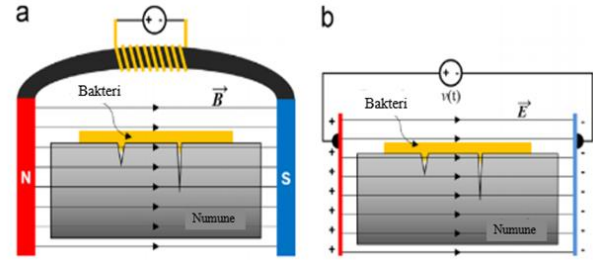 a
+ -
Bakteri
B
N
S
Numune
b
+ -
v(t)
Bakteri
E
+ -
+ -
+ -
+ -
+ -
+ -
+ -
+ -
Numune